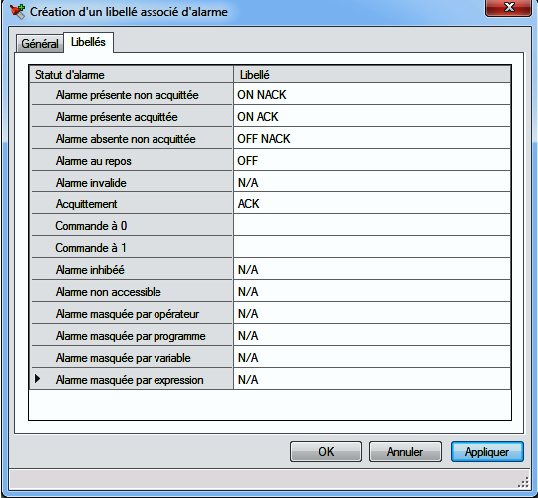 Création d'un libellé associé d'alarme
Général Libellés
Statut d'alarme Libellé
Alarme présente non acquittée ON NACK
Alarme présente acquittée ON ACK
Alarme absente non acquittée OFF NACK
Alarme au repos OFF
Alarme invalide N/A
Acquittement ACK
Commande à 0
Commande à 1
Alarme inhibéé N/A
Alarme non accessible N/A
Alarme masquée par opérateur N/A
Alarme masquée par programme N/A
Alarme masquée par variable N/A
Alarme masquée par expression N/A
OK Annuler Appliquer